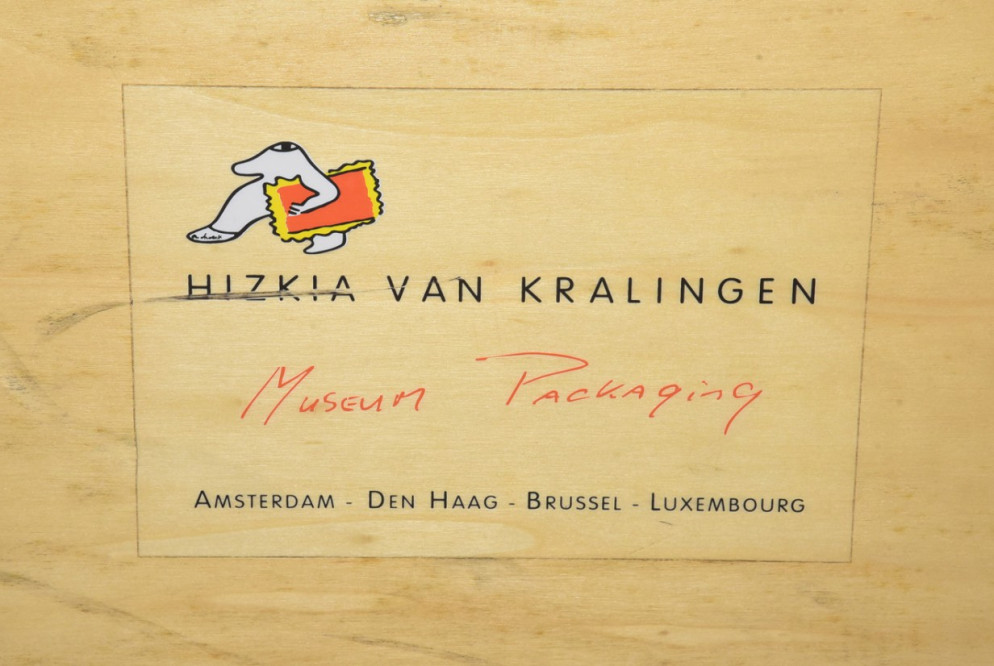 HIZKIA VAN KRALINGEN
Museum Packaging
AMSTERDAM - DEN HAAG - BRUSSEL - LUXEMBOURG